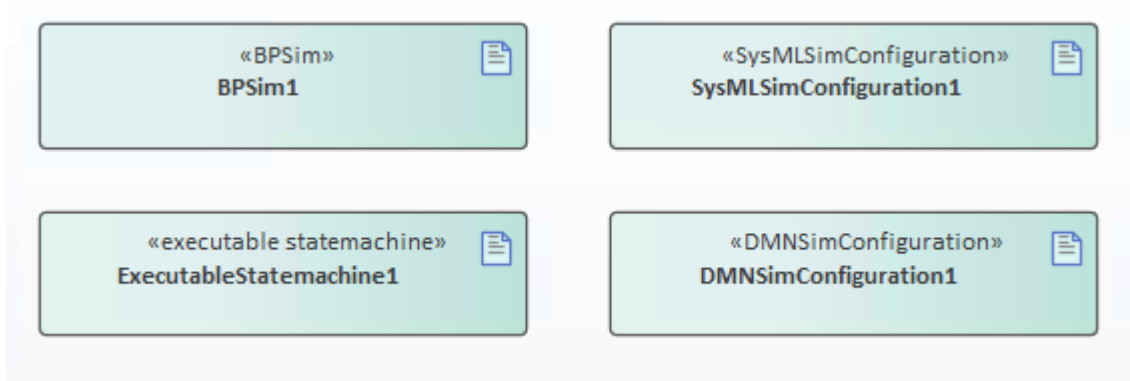 «BPSim»
BPSim1
«SysMLSimConfiguration»
SysMLSimConfiguration1
«executable statemachine»
ExecutableStatemachine1
«DMNSimConfiguration»
DMNSimConfiguration1